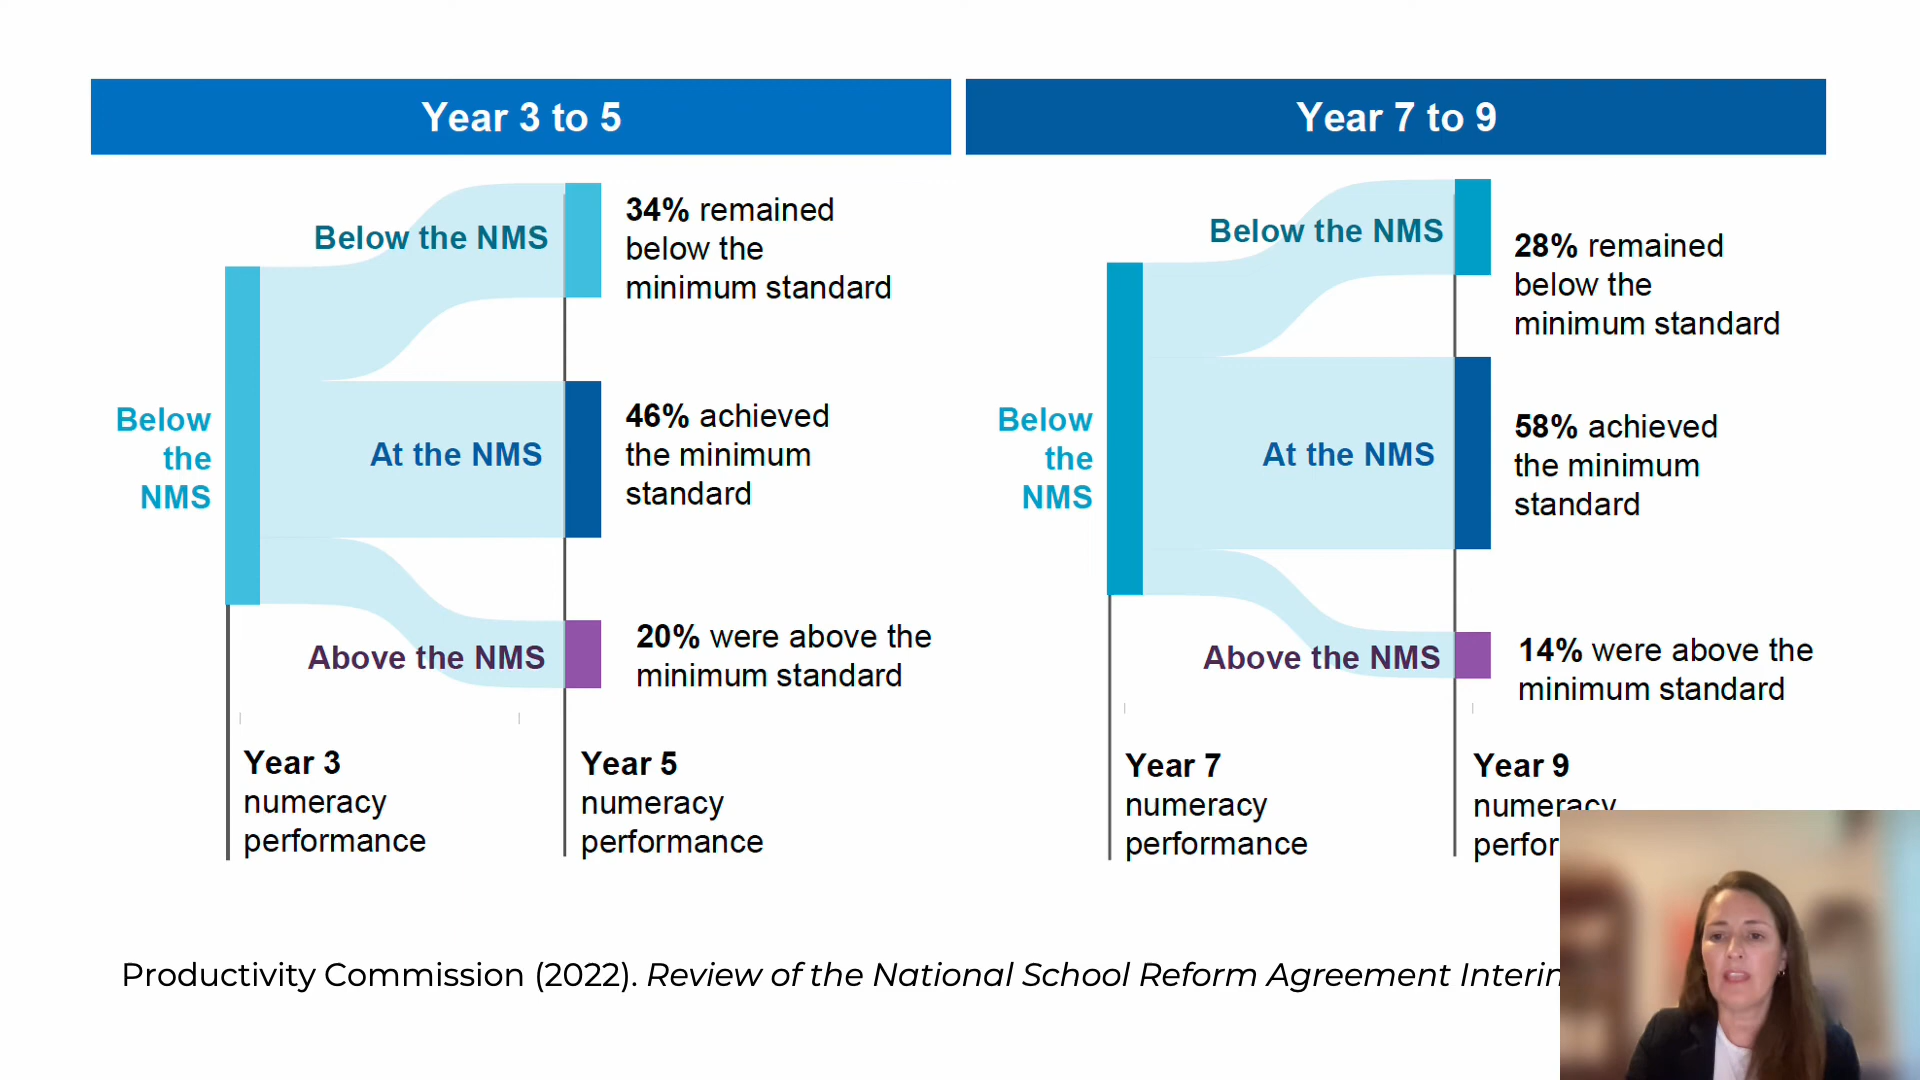 Year 3 to 5
Below the NMS
34% remained
below the
minimum standard
Below
the
NMS
At the NMS
46% achieved
the minimum
standard
Above the NMS
20% were above the
minimum standard
Year 3
numeracy
performance
Year 5
numeracy
performance
Year 7 to 9
Below the NMS
28% remained
below the
minimum standard
Below
the
NMS
At the NMS
58% achieved
the minimum
standard
Above the NMS
14% were above the
minimum standard
Year 7
numeracy
performance
Year 9
numeracy
Productivity Commission (2022). Review of the National School Reform Agreement